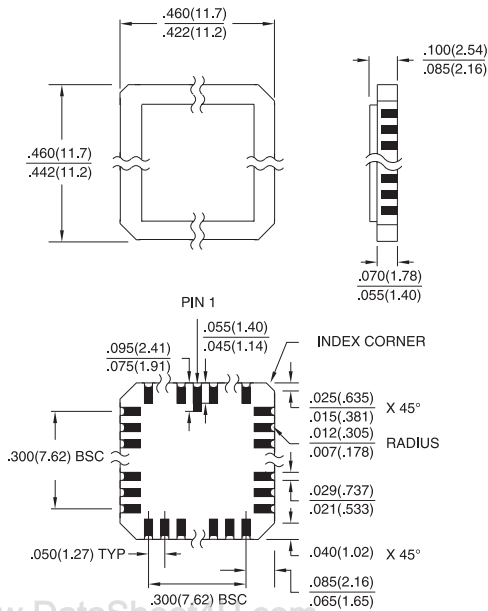 .460(11.7)
.422(11.2)
.100(2.54)
.085(2.16)
.460(11.7)
.442(11.2)
.070(1.78)
.055(1.40)
PIN 1
.055(1.40)
.045(1.14)
.095(2.41)
.075(1.91)
INDEX CORNER
.025(.635)
.015(.381)
X 45°
.012(.305)
.007(.178)
RADIUS
.300(7.62) BSC
.029(.737)
.021(.533)
.050(1.27) TYP
.040(1.02) X 45°
.300(7.62) BSC
.085(2.16)
.065(1.65)